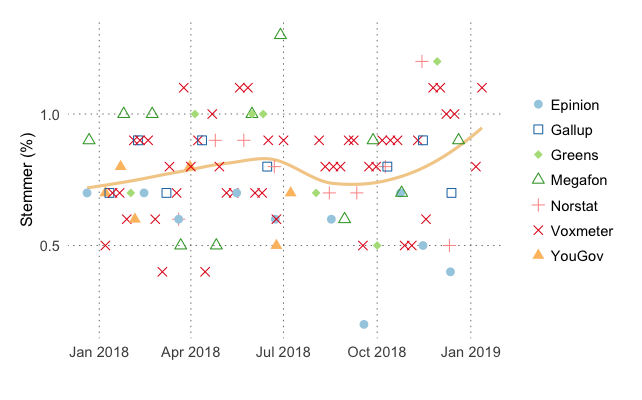 Stemmer (%)
1.0
0.5
Jan 2018
Apr 2018
Jul 2018
Oct 2018
Jan 2019
Epinion
Gallup
Greens
Megafon
Norstat
Voxmeter
YouGov